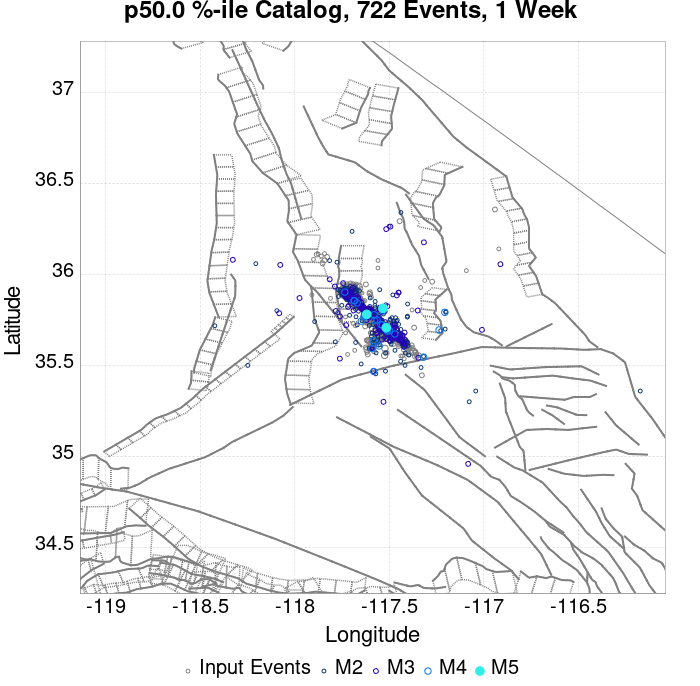 p50.0 %-ile Catalog, 722 Events, 1 Week
37
36.5
36
35.5
35
34.5
Latitude
-119 -118.5 -118 -117.5 -117 -116.5
Longitude
Input Events M2 M3 M4 M5